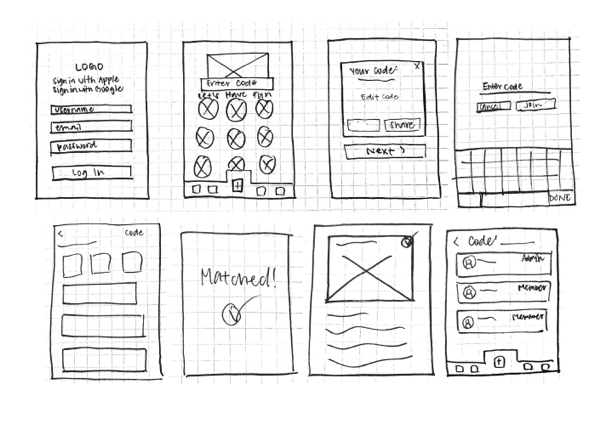 LOGO
Sign in with Apple
Sign in with Google
Username
email
Password
Log In
Enter Code
Let's Have Fun
Your Code:
x
Edit Code
Share
Next >
Enter Code
Cancel
Join
DONE
< Code
Matched!
< Code:
Admin
Member
Member